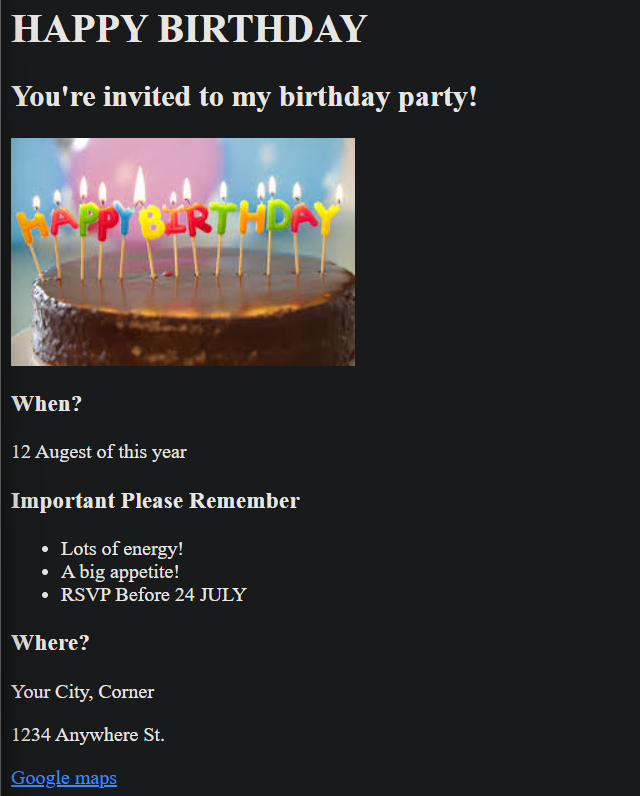 HAPPY BIRTHDAY
You're invited to my birthday party!
HAPPY BIRTHDAY
When?
12 Augest of this year
Important Please Remember
• Lots of energy!
• A big appetite!
• RSVP Before 24 JULY
Where?
Your City, Corner
1234 Anywhere St.
Google maps